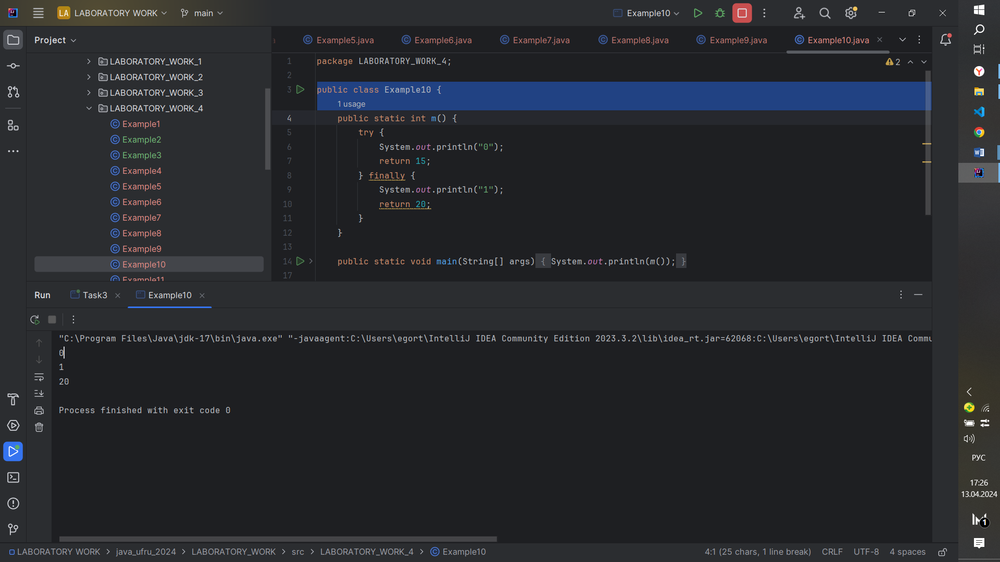 LA LABORATORY WORK main Example10
Project
LABORATORY_WORK_1
LABORATORY_WORK_2
LABORATORY_WORK_3
LABORATORY_WORK_4
Example1
Example2
Example3
Example4
Example5
Example6
Example7
Example8
Example9
Example10
Example11
Example5.java Example6.java Example7.java Example8.java Example9.java Example10.java
2
1 package LABORATORY_WORK_4;
2
3 public class Example10 {
1 usage
4 public static int m() {
5 try {
6 System.out.println("0");
7 return 15;
8 } finally {
9 System.out.println("1");
10 return 20;
11 }
12 }
13
14 public static void main(String[] args) { System.out.println(m()); }
17
Run Task3 Example10
"C:\Program Files\Java\jdk-17\bin\java.exe" "-javaagent:C:\Users\egort\IntelliJ IDEA Community Edition 2023.3.2\lib\idea_rt.jar=62068:C:\Users\egort\IntelliJ IDEA Commu
0
1
20
Process finished with exit code 0
LABORATORY WORK > java_ufru_2024 > LABORATORY_WORK > src > LABORATORY_WORK_4 > Example10
4:1 (25 chars, 1 line break) CRLF UTF-8 4 spaces
РУС
17:26
13.04.2024
1